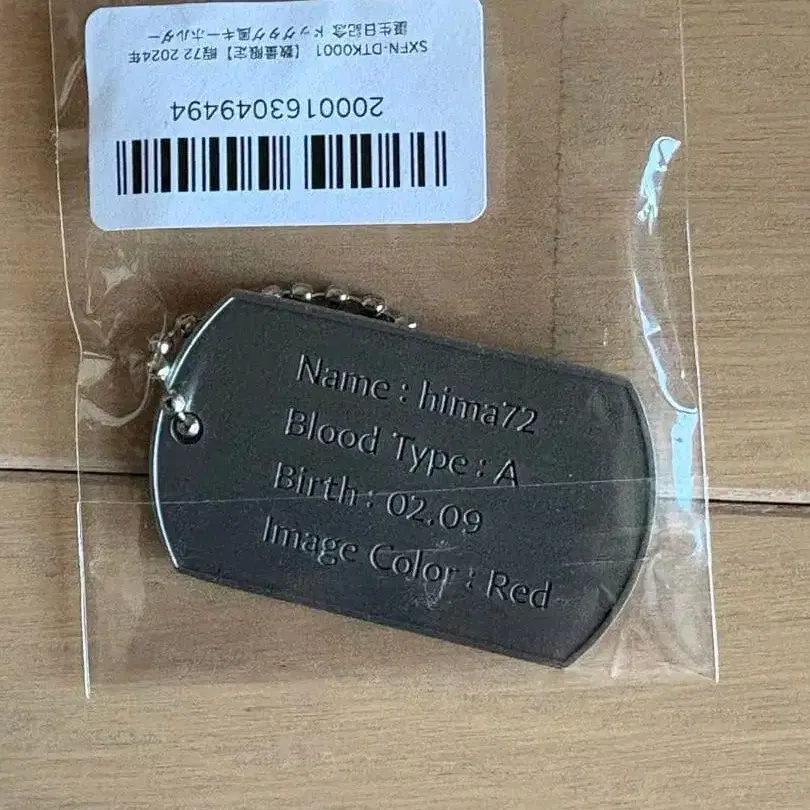 SXFN-DTK0001 【数量限定】暇72 2024年
誕生日記念 ドッグタグ風キーホルダー
2000163049494
Name : hima72
Blood Type : A
Birth : 02.09
Image Color : Red